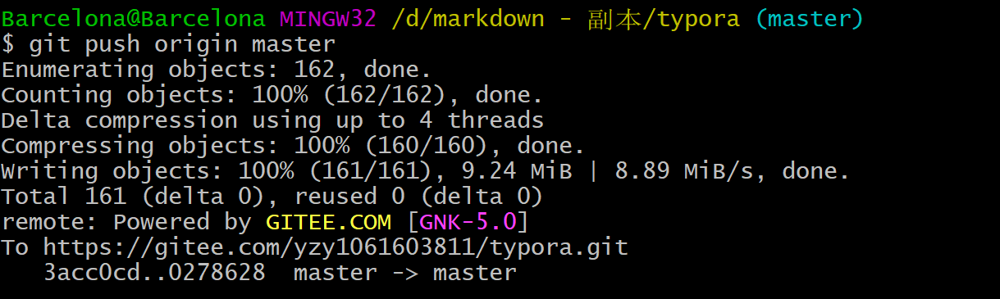 Barcelona@Barcelona MINGW32 /d/markdown - 副本/typora (master)
$ git push origin master
Enumerating objects: 162, done.
Counting objects: 100% (162/162), done.
Delta compression using up to 4 threads
Compressing objects: 100% (160/160), done.
Writing objects: 100% (161/161), 9.24 MiB | 8.89 MiB/s, done.
Total 161 (delta 0), reused 0 (delta 0)
remote: Powered by GITEE.COM [GNK-5.0]
To https://gitee.com/yzy1061603811/typora.git
   3acc0cd..0278628  master -> master